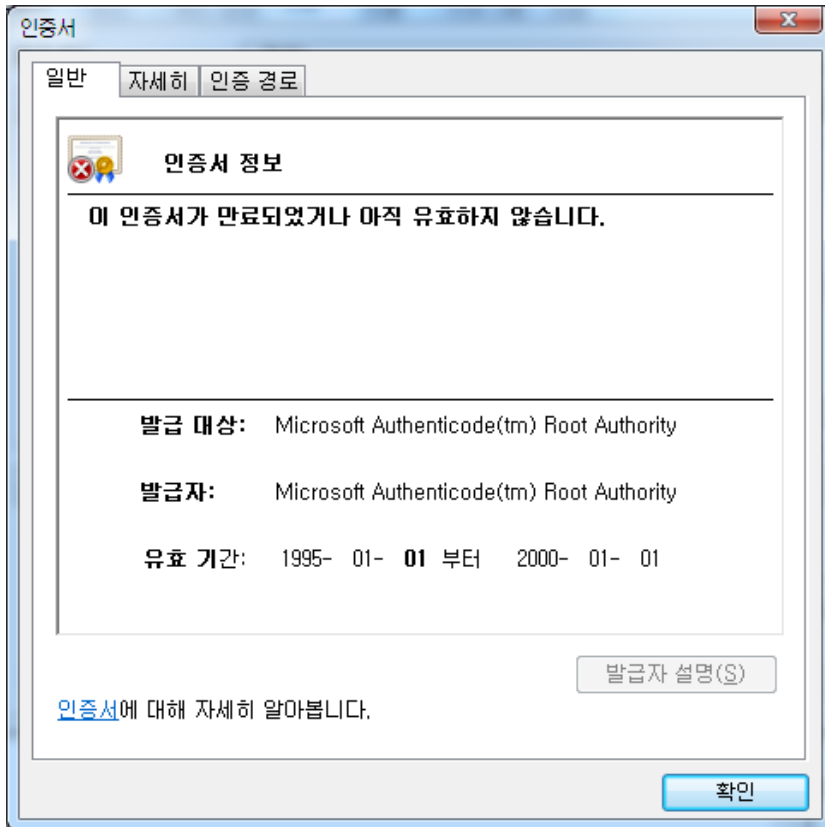 인증서
일반 자세히 인증 경로
인증서 정보
이 인증서가 만료되었거나 아직 유효하지 않습니다.
발급 대상: Microsoft Authenticode(tm) Root Authority
발급자: Microsoft Authenticode(tm) Root Authority
유효 기간: 1995- 01- 01 부터 2000- 01- 01
발급자 설명(S)
인증서에 대해 자세히 알아봅니다.
확인